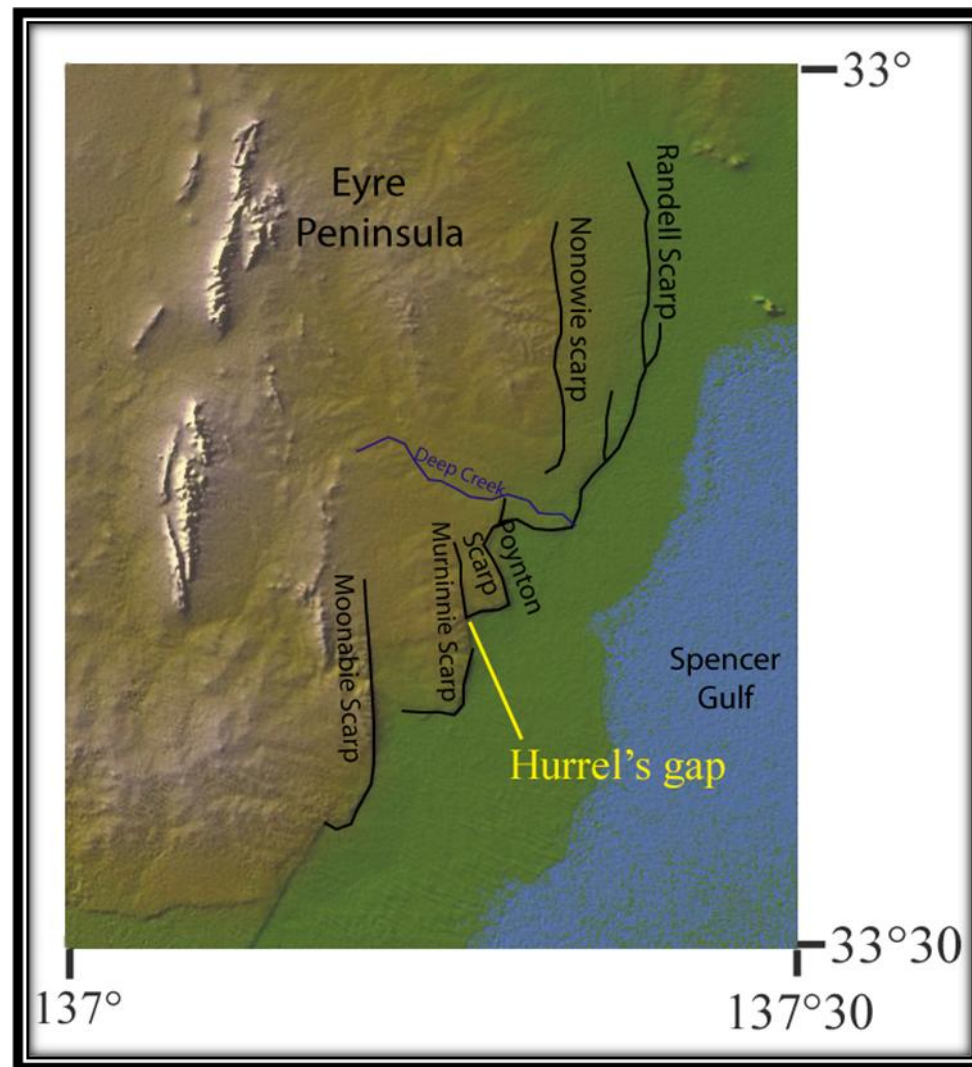 33°
Eyre
Peninsula
Randell Scarp
Nonowie scarp
Deep Creek
Poynton
Scarp
Murninnie Scarp
Moonabie Scarp
Spencer
Gulf
Hurrel's gap
33°30
137°
137°30